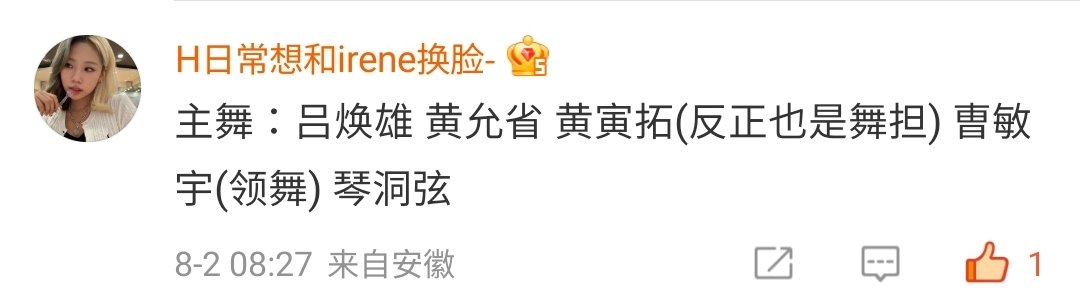 H日常想和irene换脸-
5
主舞：吕焕雄 黄允省 黄寅拓(反正也是舞担) 曺敏
宇(领舞) 琴洞弦
8-2 08:27 来自安徽
1